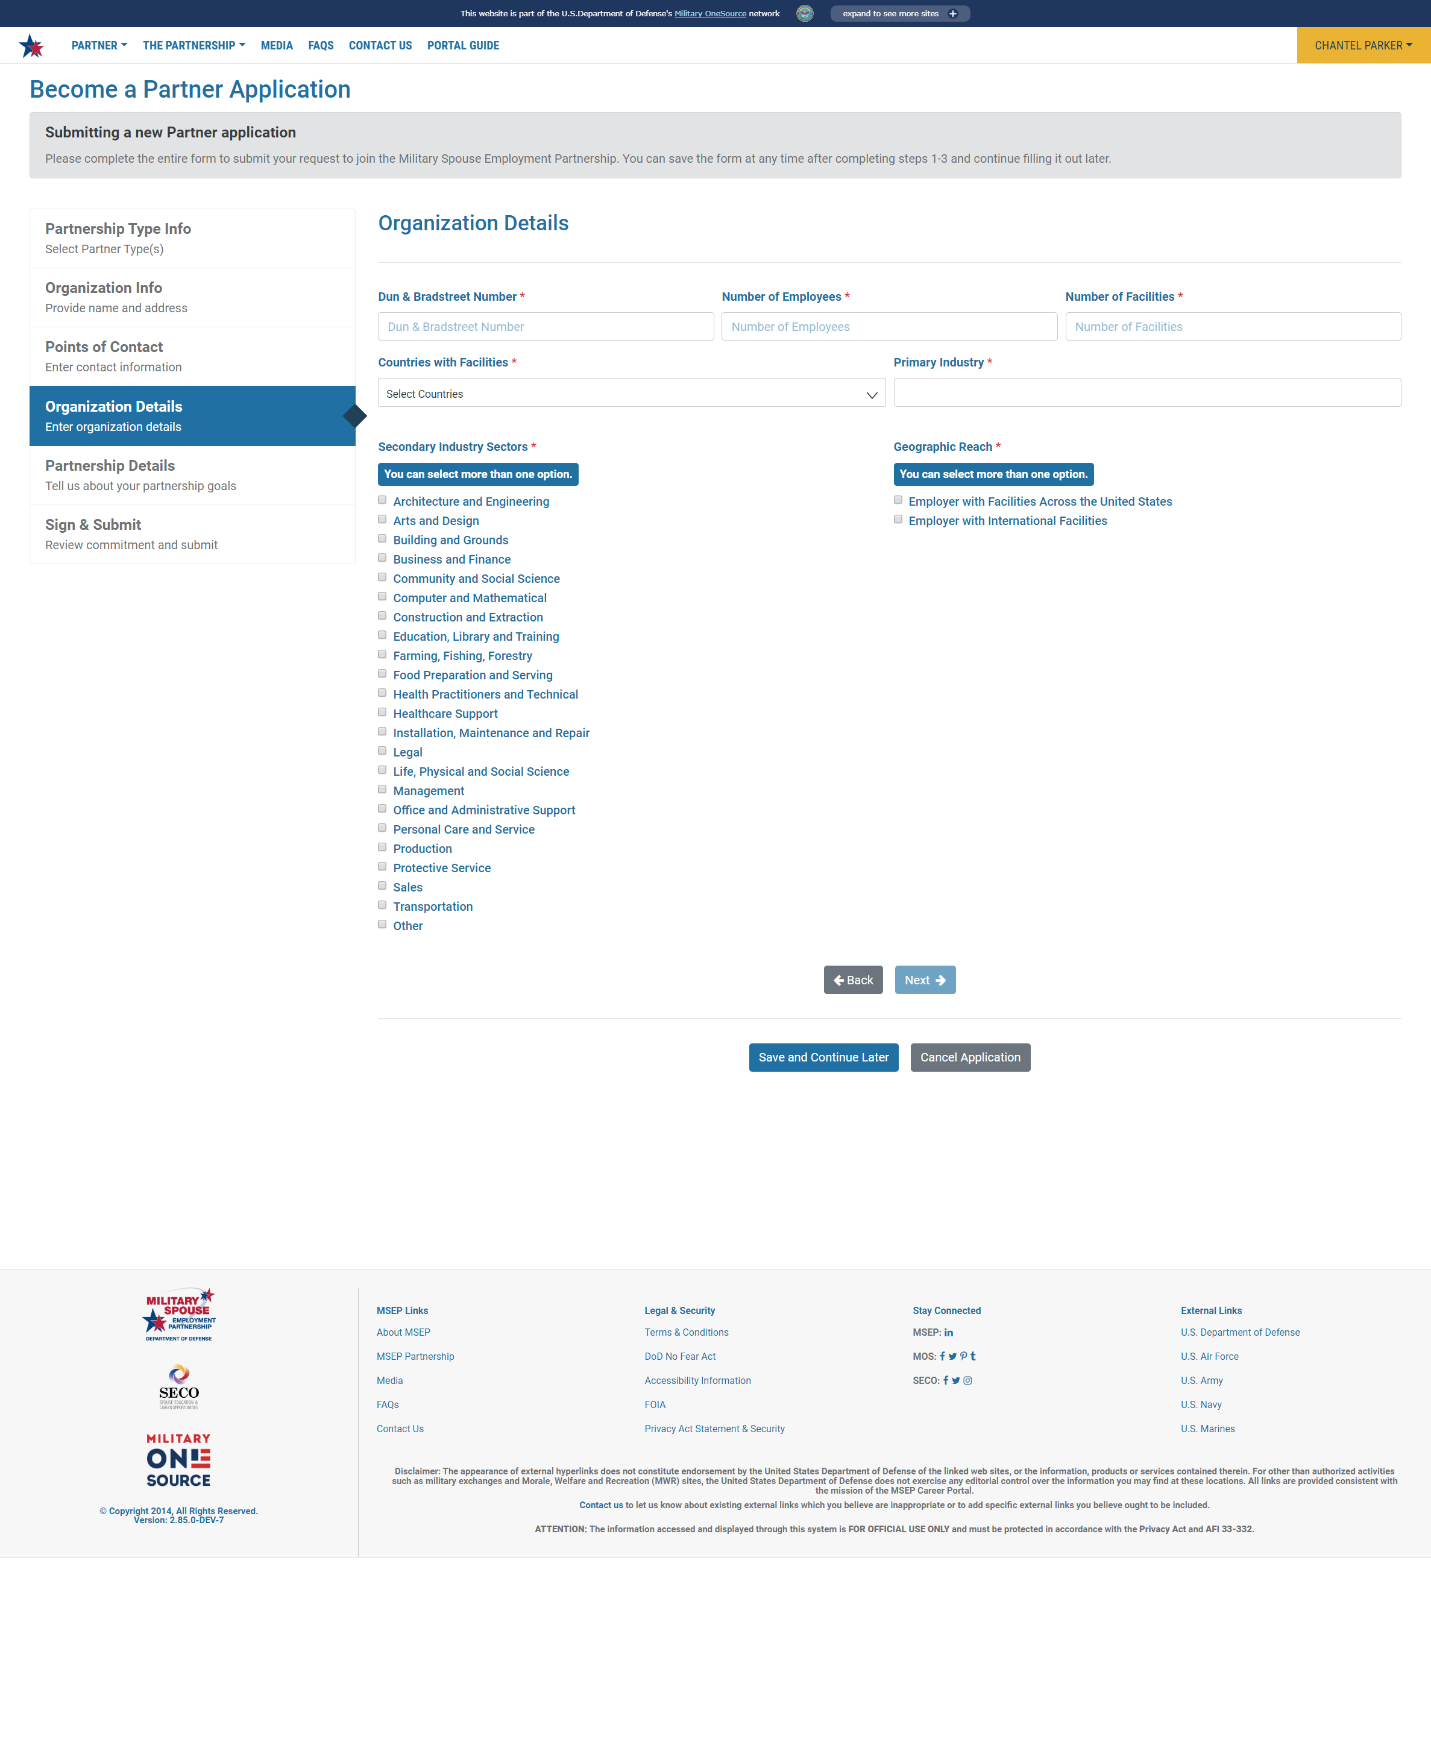 This website is part of the U.S.Department of Defense's Military OneSource network
expand to see more sites
PARTNER
THE PARTNERSHIP
MEDIA
FAQS
CONTACT US
PORTAL GUIDE
CHANTEL PARKER
Become a Partner Application
Submitting a new Partner application
Please complete the entire form to submit your request to join the Military Spouse Employment Partnership. You can save the form at any time after completing steps 1-3 and continue filling it out later.
Partnership Type Info
Select Partner Type(s)
Organization Info
Provide name and address
Points of Contact
Enter contact information
Organization Details
Enter organization details
Partnership Details
Tell us about your partnership goals
Sign & Submit
Review commitment and submit
Organization Details
Dun & Bradstreet Number *
Number of Employees *
Number of Facilities *
Dun & Bradstreet Number
Number of Employees
Number of Facilities
Countries with Facilities *
Primary Industry *
Select Countries
Secondary Industry Sectors *
You can select more than one option.
Architecture and Engineering
Arts and Design
Building and Grounds
Business and Finance
Community and Social Science
Computer and Mathematical
Construction and Extraction
Education, Library and Training
Farming, Fishing, Forestry
Food Preparation and Serving
Health Practitioners and Technical
Healthcare Support
Installation, Maintenance and Repair
Legal
Life, Physical and Social Science
Management
Office and Administrative Support
Personal Care and Service
Production
Protective Service
Sales
Transportation
Other
Geographic Reach *
You can select more than one option.
Employer with Facilities Across the United States
Employer with International Facilities
Back
Next
Save and Continue Later
Cancel Application
MILITARY
SPOUSE
EMPLOYMENT
PARTNERSHIP
DEPARTMENT OF DEFENSE
SECO
SPOUSE EDUCATION &
CAREER OPPORTUNITIES
MILITARY
ONE
SOURCE
© Copyright 2014, All Rights Reserved.
Version: 2.85.0-DEV-7
MSEP Links
About MSEP
MSEP Partnership
Media
FAQs
Contact Us
Legal & Security
Terms & Conditions
DoD No Fear Act
Accessibility Information
FOIA
Privacy Act Statement & Security
Stay Connected
MSEP:
MOS:
SECO:
External Links
U.S. Department of Defense
U.S. Air Force
U.S. Army
U.S. Navy
U.S. Marines
Disclaimer: The appearance of external hyperlinks does not constitute endorsement by the United States Department of Defense of the linked web sites, or the information, products or services contained therein. For other than authorized activities
such as military exchanges and Morale, Welfare and Recreation (MWR) sites, the United States Department of Defense does not exercise any editorial control over the information you may find at these locations. All links are provided consistent with
the mission of the MSEP Career Portal.
Contact us to let us know about existing external links which you believe are inappropriate or to add specific external links you believe ought to be included.
ATTENTION: The information accessed and displayed through this system is FOR OFFICIAL USE ONLY and must be protected in accordance with the Privacy Act and AFI 33-332.